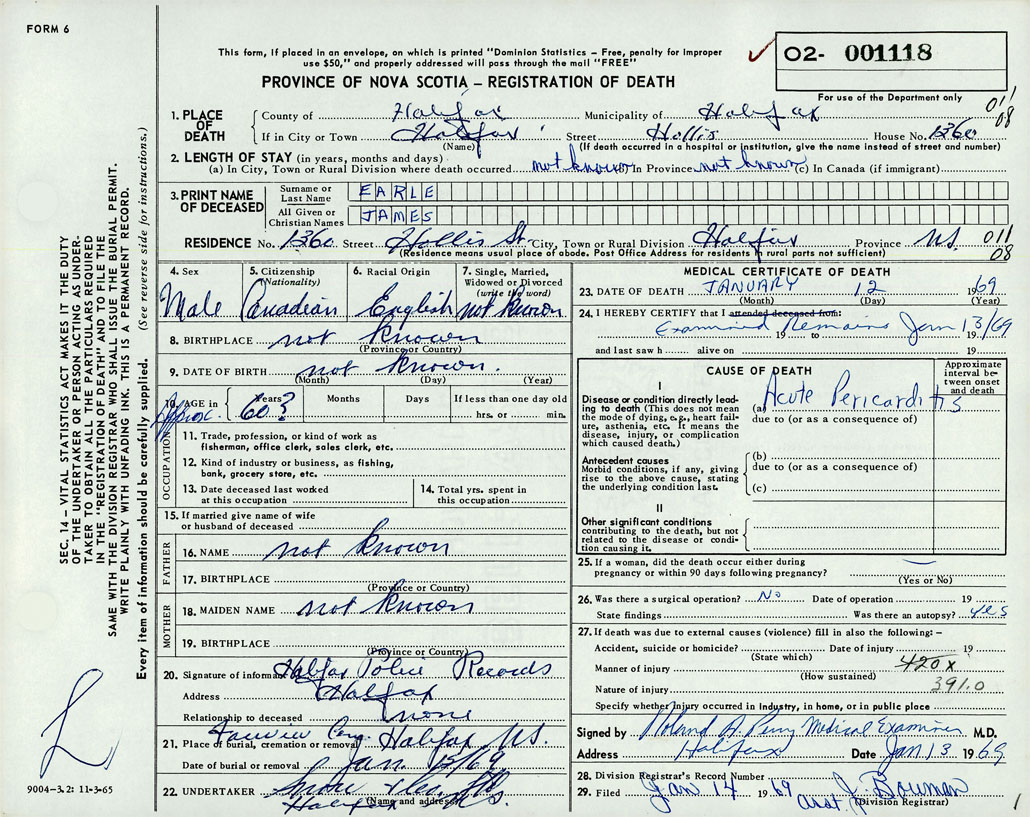 FORM 6
This form, if placed in an envelope, on which is printed "Dominion Statistics – Free, penalty for improper
use $50," and properly addressed will pass through the mail "FREE"
PROVINCE OF NOVA SCOTIA – REGISTRATION OF DEATH
✓ 02- 001118
For use of the Department only
011
08
1. PLACE OF DEATH
County of Halifax Municipality of Halifax
If in City or Town Halifax Street Hollis House No. 1360
(Name) (If death occurred in a hospital or institution, give the name instead of street and number)
2. LENGTH OF STAY (in years, months and days)
(a) In City, Town or Rural Division where death occurred not known (b) In Province not known (c) In Canada (if immigrant)
3. PRINT NAME OF DECEASED
Surname or Last Name EARLE
All Given or Christian Names JAMES
RESIDENCE No. 1360 Street Hollis St. City, Town or Rural Division Halifax Province N.S. 011
(Residence means usual place of abode. Post Office Address for residents in rural parts not sufficient) 08
4. Sex Male
5. Citizenship (Nationality) Canadian
6. Racial Origin English
7. Single, Married, Widowed or Divorced (write the word) not known
8. BIRTHPLACE not known
(Province or Country)
9. DATE OF BIRTH not known.
(Month) (Day) (Year)
10. AGE in Approx. Years 60? Months Days If less than one day old
hrs. or min.
OCCUPATION
11. Trade, profession, or kind of work as
fisherman, office clerk, sales clerk, etc.
12. Kind of industry or business, as fishing,
bank, grocery store, etc.
13. Date deceased last worked
at this occupation
14. Total yrs. spent in
this occupation
15. If married give name of wife
or husband of deceased
FATHER
16. NAME not known
17. BIRTHPLACE
(Province or Country)
MOTHER
18. MAIDEN NAME not known
19. BIRTHPLACE
(Province or Country)
20. Signature of informant Halifax Police Records
Address Halifax
Relationship to deceased none
21. Place of burial, cremation or removal Fairview Cem. Halifax N.S.
Date of burial or removal Jan. 15/69
22. UNDERTAKER Snow
(Name and address) Halifax N.S.
MEDICAL CERTIFICATE OF DEATH
23. DATE OF DEATH JANUARY 12 1969
(Month) (Day) (Year)
24. I HEREBY CERTIFY that I attended deceased from:
Examined Remains Jan 13/69
19 to 19
and last saw h alive on 19
CAUSE OF DEATH
Approximate interval between onset and death
I
Disease or condition directly leading to death (This does not
the mode of dying, e.g., heart failure, asthenia, etc. It means the
disease, injury, or complication
which caused death.)
(a) Acute Pericarditis
due to (or as a consequence of)
Antecedent causes
Morbid conditions, if any, giving
rise to the above cause, stating
the underlying condition last.
(b)
due to (or as a consequence of)
(c)
II
Other significant conditions
contributing to the death, but not
related to the disease or condition causing it.
25. If a woman, did the death occur either during
pregnancy or within 90 days following pregnancy? —
(Yes or No)
26. Was there a surgical operation? No Date of operation 19
State findings Was there an autopsy? yes
27. If death was due to external causes (violence) fill in also the following: –
Accident, suicide or homicide? Date of injury 19
(State which)
Manner of injury 420X
(How sustained)
Nature of injury 391.0
Specify whether injury occurred in industry, in home, or in public place
Signed by Roland A. Perry Medical Examiner M.D.
Address Halifax Date Jan 13 1969
28. Division Registrar's Record Number
29. Filed Jan 14 1969 asst. J. Bowman
(Division Registrar)
1
SEC. 14 – VITAL STATISTICS ACT MAKES IT THE DUTY
OF THE UNDERTAKER OR PERSON ACTING AS UNDER-
TAKER TO OBTAIN ALL THE PARTICULARS REQUIRED
IN THE "REGISTRATION OF DEATH" AND TO FILE THE
SAME WITH THE DIVISION REGISTRAR WHO SHALL ISSUE THE BURIAL PERMIT.
WRITE PLAINLY WITH UNFADING INK. THIS IS A PERMANENT RECORD.
Every item of information should be carefully supplied. (See reverse side for instructions.)
9004-3.2: 11-3-65